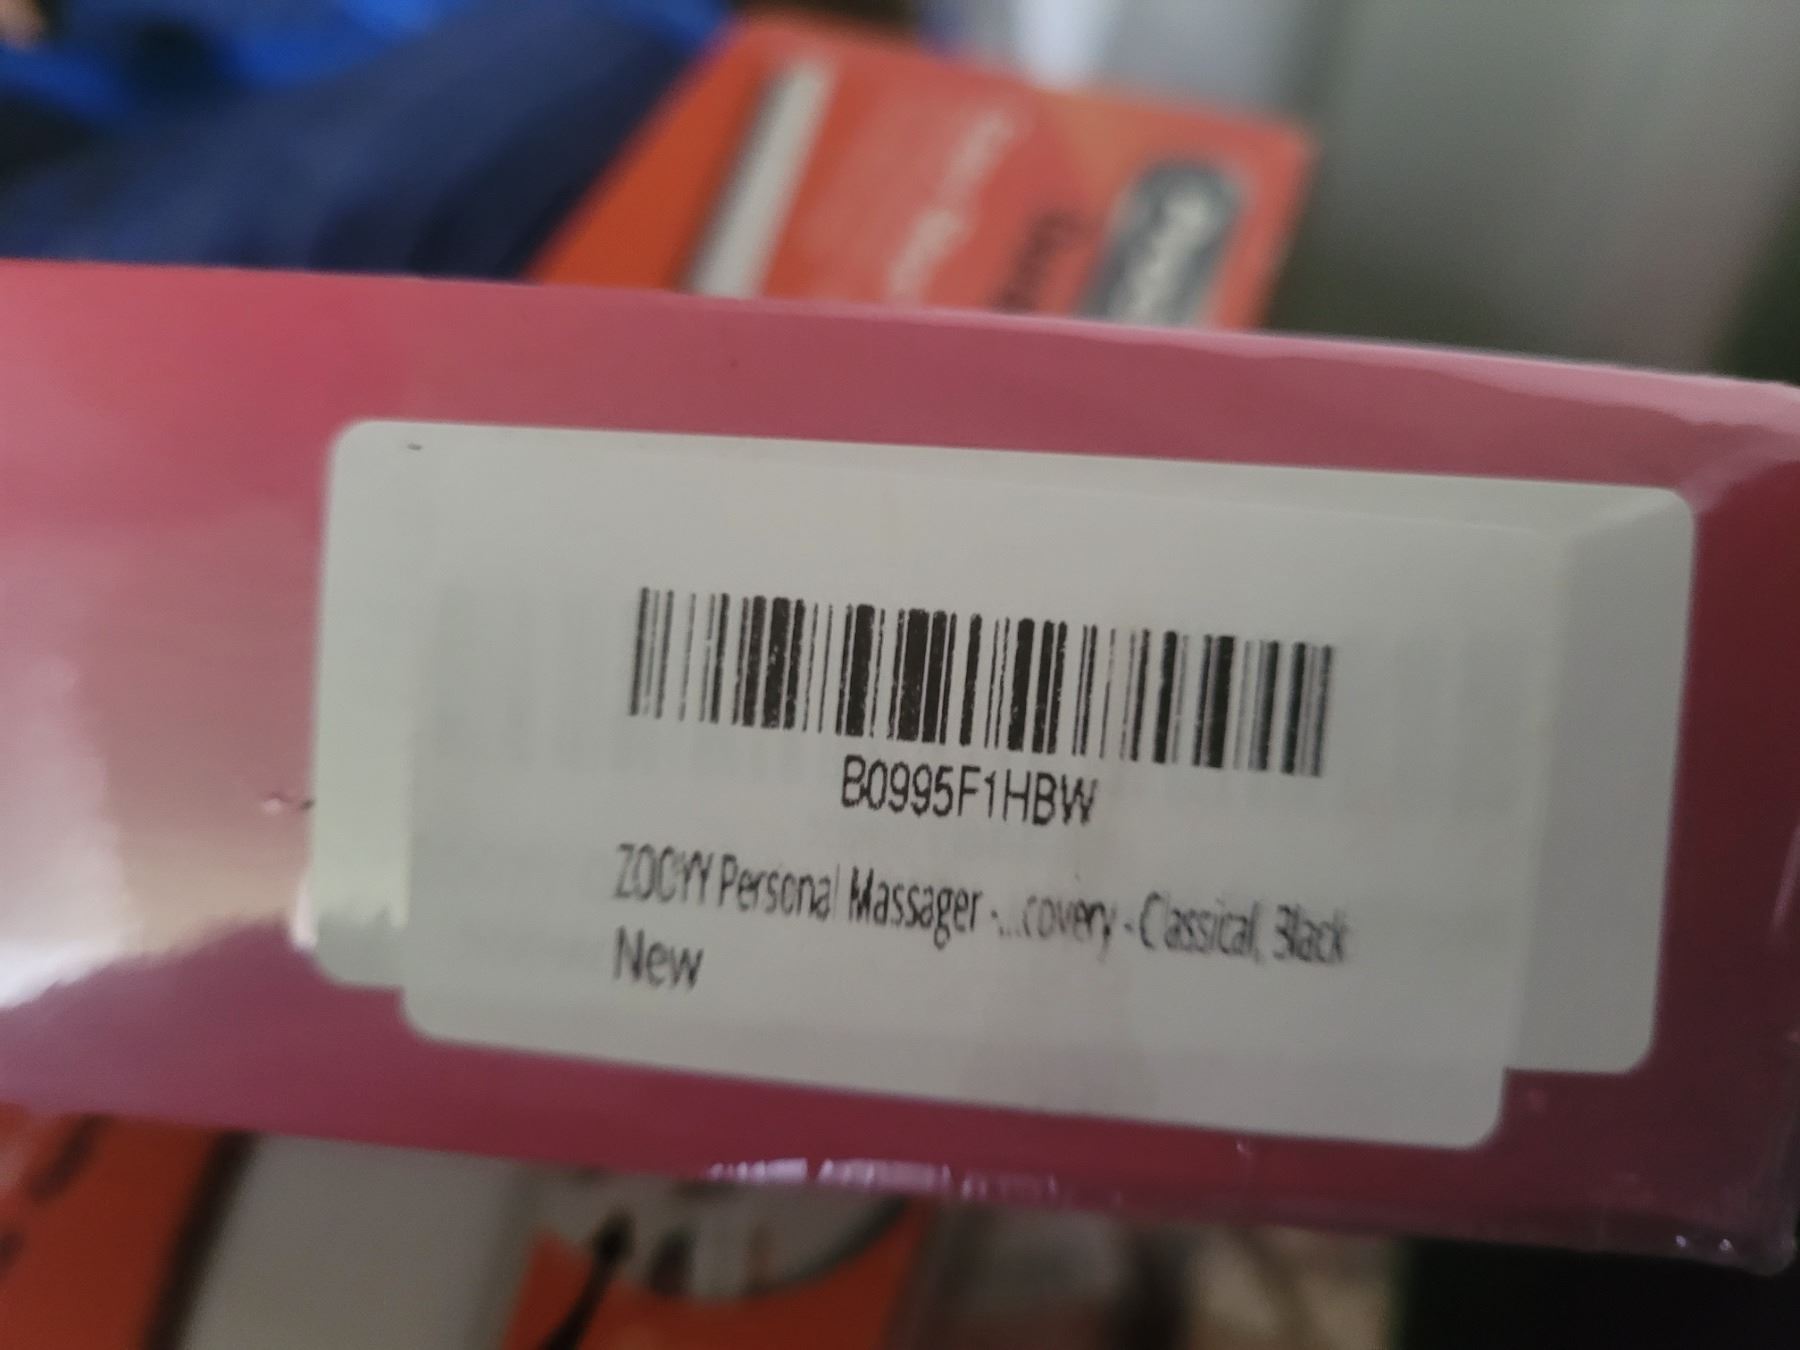 B0995F1HBW
ZOCYY Personal Massager -...covery - Classical, Black
New